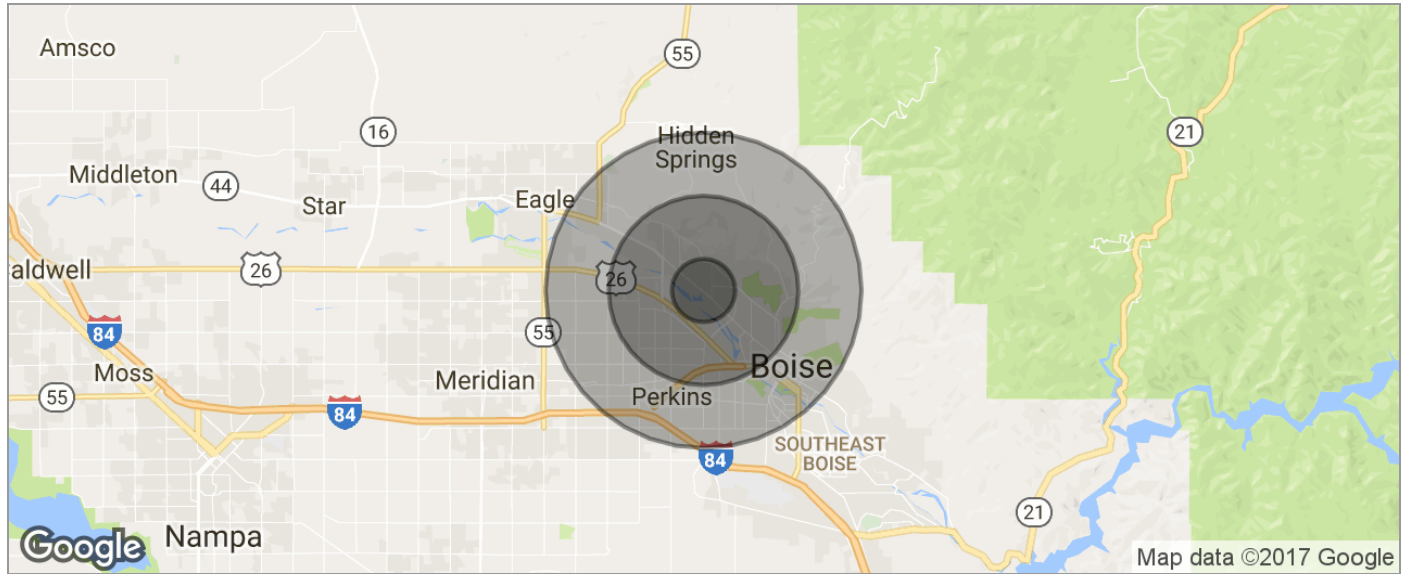 Amsco
55
16
21
Hidden
Springs
Middleton
44
Star
Eagle
26
26
aldwell
84
55
Boise
Moss
Meridian
55
84
Perkins
SOUTHEAST
BOISE
84
21
Nampa
Google
Map data ©2017 Google